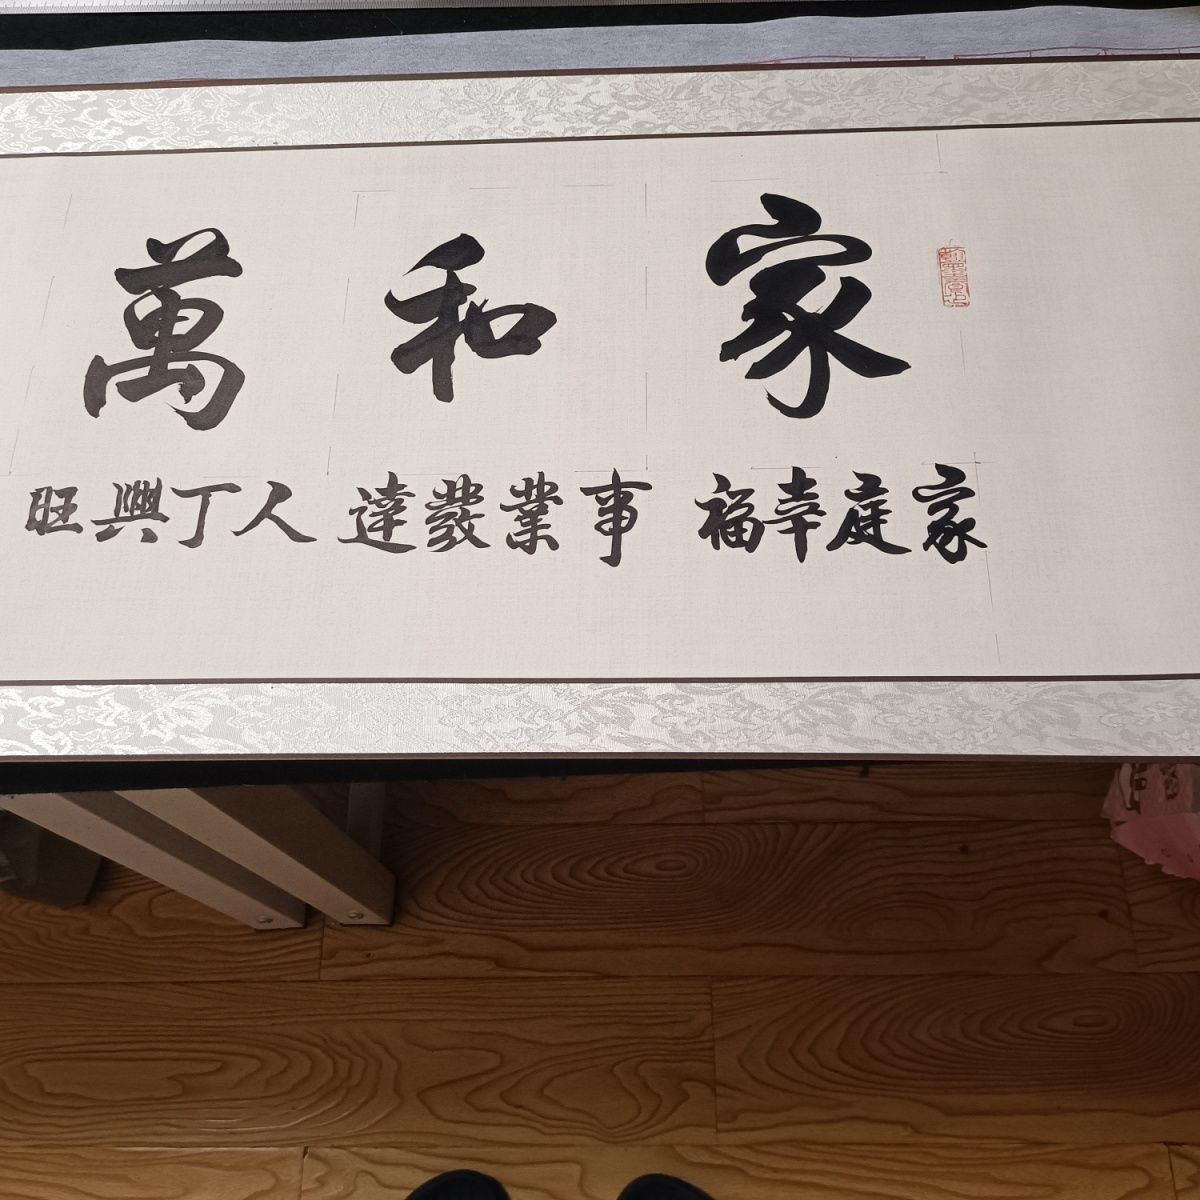 家和萬
家庭幸福 事業發達 人丁興旺